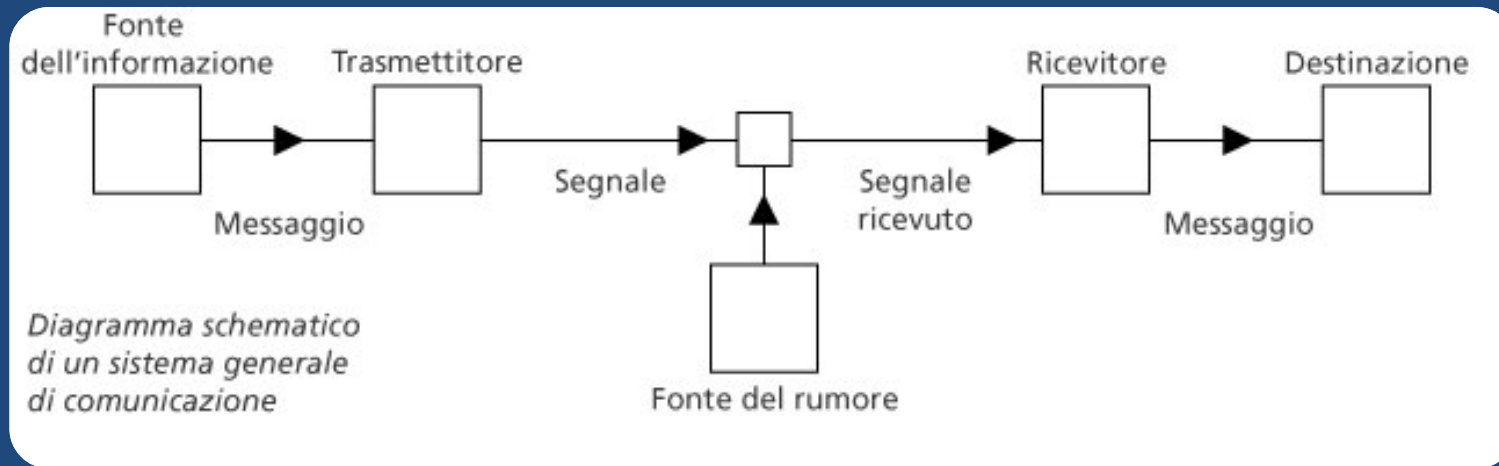 Fonte
dell'informazione
Trasmettitore
Ricevitore
Destinazione
Segnale
Segnale
ricevuto
Messaggio
Messaggio
Diagramma schematico
di un sistema generale
di comunicazione
Fonte del rumore